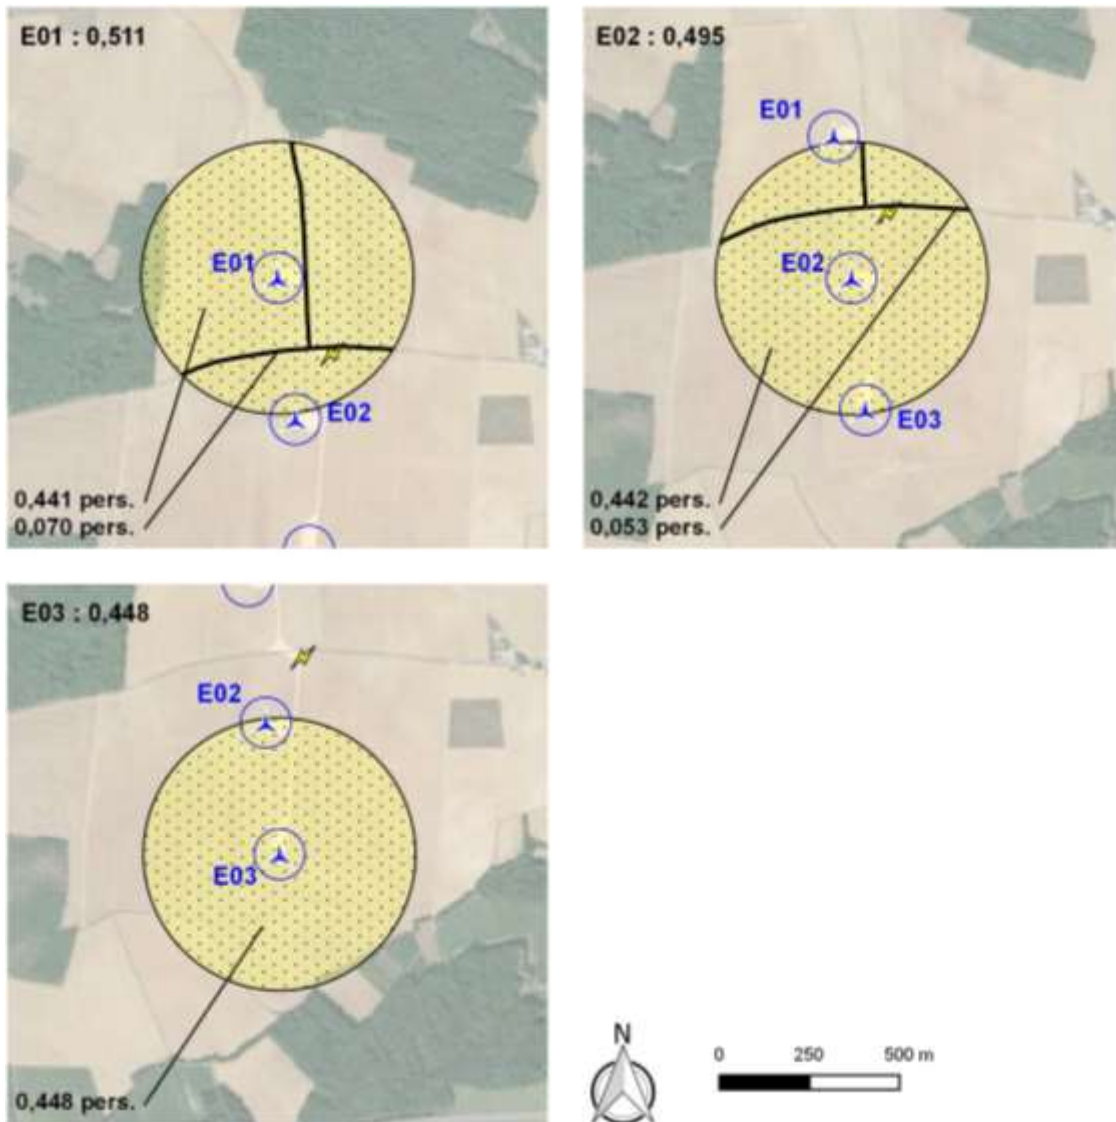 E01 : 0,511
E01
E02
0,441 pers.
0,070 pers.
E02 : 0,495
E01
E02
E03
0,442 pers.
0,053 pers.
E03 : 0,448
E02
E03
0,448 pers.
N
0 250 500 m